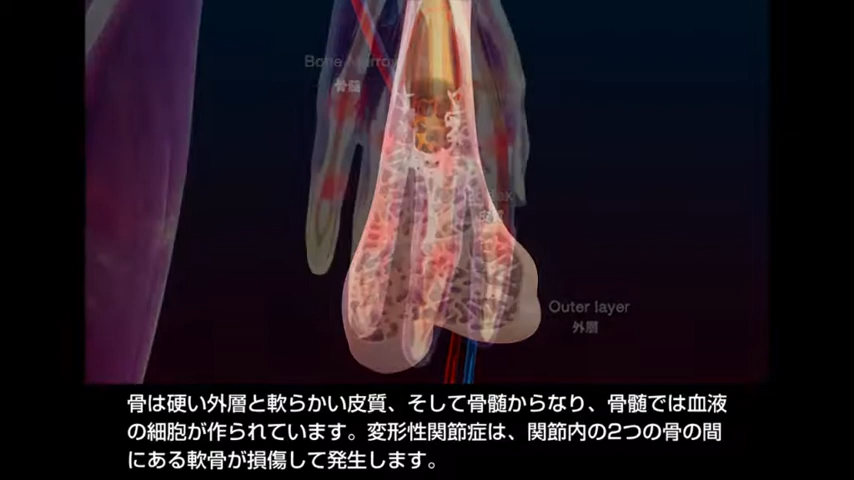 Bone Marrow
骨髄
皮質
Outer layer
外層
骨は硬い外層と軟らかい皮質、そして骨髄からなり、骨髄では血液
の細胞が作られています。変形性関節症は、関節内の2つの骨の間
にある軟骨が損傷して発生します。